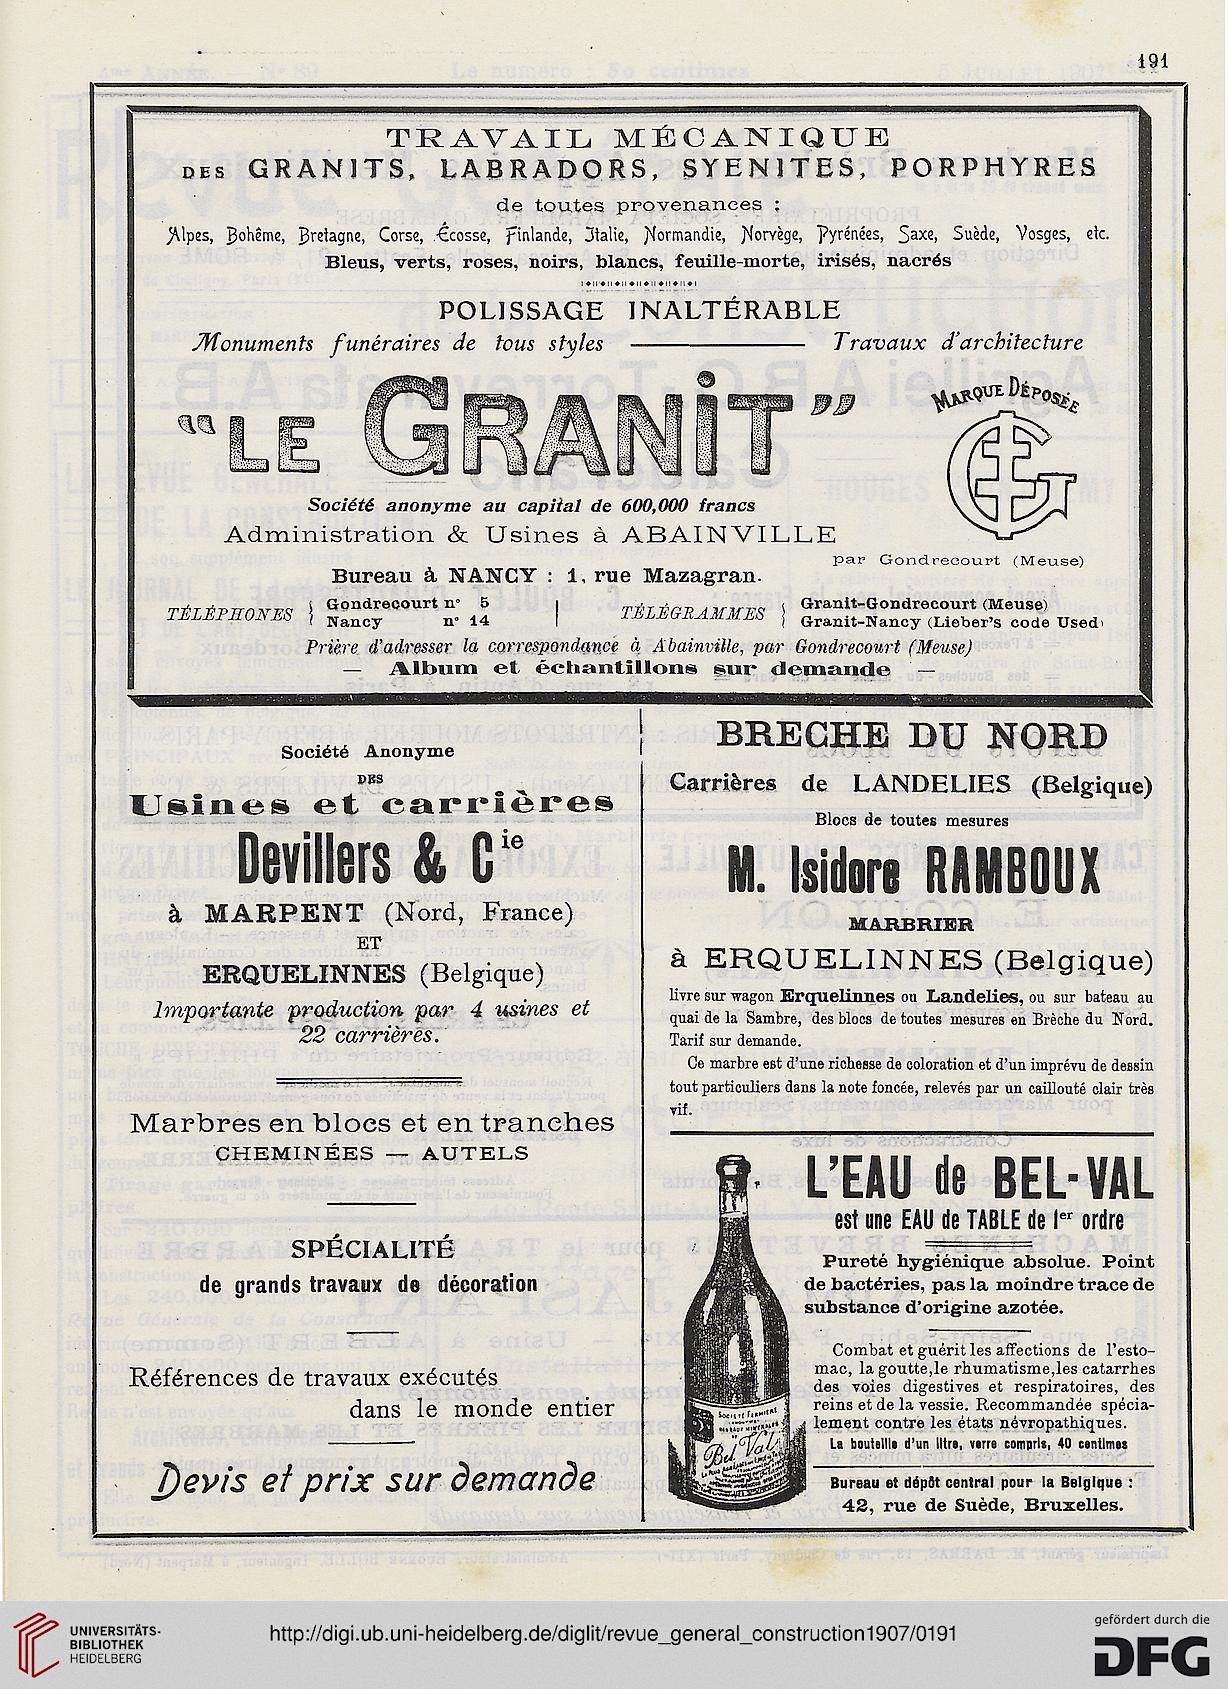 191
TRAVAIL MÉCANIQUE
DES GRANITS, LABRADORS, SYENITES, PORPHYRES
de toutes provenances :
Alpes, Bohême, Bretagne, Corse, Écosse, Finlande, Italie, Normandie, Norvège, Pyrénées, Saxe, Suède, Vosges, etc.
Bleus, verts, roses, noirs, blancs, feuille-morte, irisés, nacrés
POLISSAGE INALTÉRABLE
Monuments funéraires de tous styles — Travaux d'architecture
"LE GRANIT"
MARQUE DÉPOSÉE
Société anonyme au capital de 600,000 francs
Administration & Usines à ABAINVILLE
par Gondrecourt (Meuse)
Bureau à NANCY : 1, rue Mazagran.
TÉLÉPHONES { Gondrecourt n° 5 | TÉLÉGRAMMES { Granit-Gondrecourt (Meuse)
Nancy n° 14 Granit-Nancy (Lieber's code Used)
Prière d'adresser la correspondance à Abainville, par Gondrecourt (Meuse)
Album et échantillons sur demande —
Société Anonyme
DES
Usines et carrières
Devillers & Cie
à MARPENT (Nord, France)
ET
ERQUELINNES (Belgique)
Importante production par 4 usines et
22 carrières.
Marbres en blocs et en tranches
CHEMINÉES — AUTELS
SPÉCIALITÉ
de grands travaux de décoration
Références de travaux exécutés
dans le monde entier
Devis et prix sur demande
BRECHE DU NORD
Carrières de LANDELIES (Belgique)
Blocs de toutes mesures
M. Isidore RAMBOUX
MARBRIER
à ERQUELINNES (Belgique)
livre sur wagon Erquelinnes ou Landelies, ou sur bateau au
quai de la Sambre, des blocs de toutes mesures en Brèche du Nord.
Tarif sur demande.
Ce marbre est d'une richesse de coloration et d'un imprévu de dessin
tout particuliers dans la note foncée, relevés par un caillouté clair très
vif.
L'EAU de BEL-VAL
est une EAU de TABLE de 1er ordre
Pureté hygiénique absolue. Point
de bactéries, pas la moindre trace de
substance d'origine azotée.
Combat et guérit les affections de l'esto-
mac, la goutte, le rhumatisme, les catarrhes
des voies digestives et respiratoires, des
reins et de la vessie. Recommandée spécia-
lement contre les états névropathiques.
La bouteille d'un litre, verre compris, 40 centimes
Bureau et dépôt central pour la Belgique :
42, rue de Suède, Bruxelles.
SOCIÉTÉ FERMIÈRE
Bel Val
UNIVERSITÄTS-
BIBLIOTHEK
HEIDELBERG
http://digi.ub.uni-heidelberg.de/diglit/revue_general_construction1907/0191
gefördert durch die
DFG